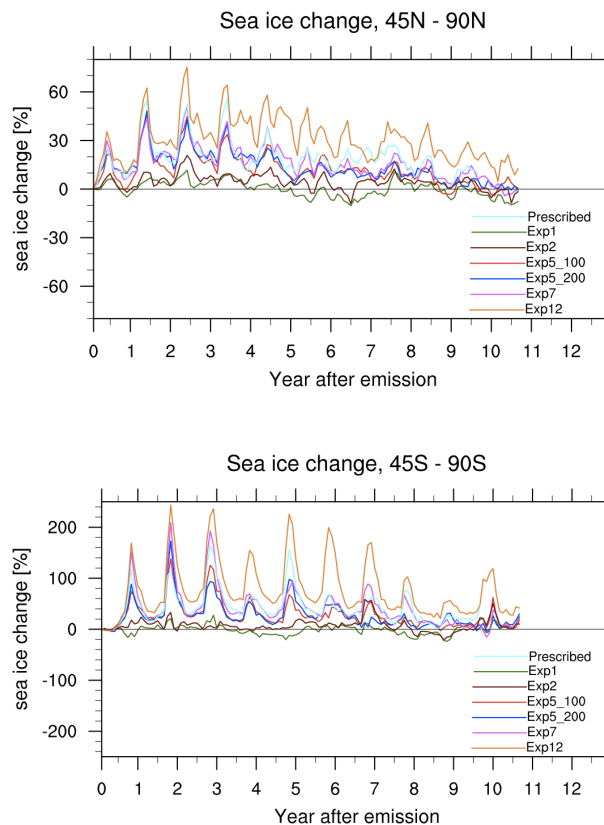 Sea ice change, 45N - 90N
sea ice change [%]
60
30
0
-30
-60
Prescribed
Exp1
Exp2
Exp5_100
Exp5_200
Exp7
Exp12
0 1 2 3 4 5 6 7 8 9 10 11 12
Year after emission
Sea ice change, 45S - 90S
sea ice change [%]
200
100
0
-100
-200
Prescribed
Exp1
Exp2
Exp5_100
Exp5_200
Exp7
Exp12
0 1 2 3 4 5 6 7 8 9 10 11 12
Year after emission